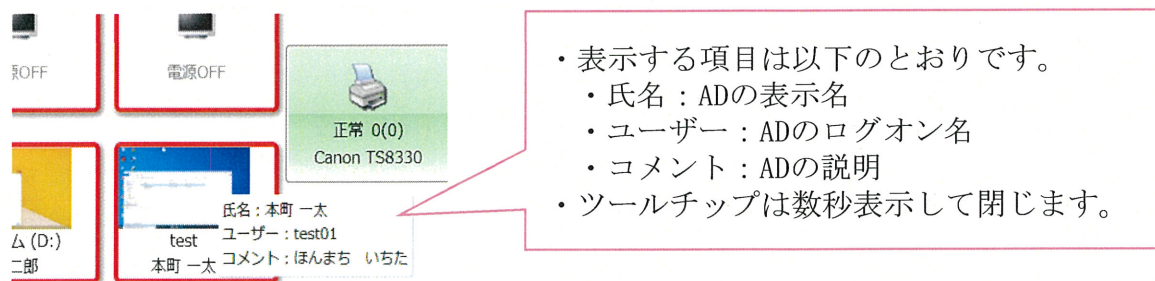 源OFF
電源OFF
正常 0(0)
Canon TS8330
ム (D:)
二郎
test
本町 一太
氏名：本町 一太
ユーザー：test01
コメント：ほんまち　いちた
・表示する項目は以下のとおりです。
・氏名：ADの表示名
・ユーザー：ADのログオン名
・コメント：ADの説明
・ツールチップは数秒表示して閉じます。